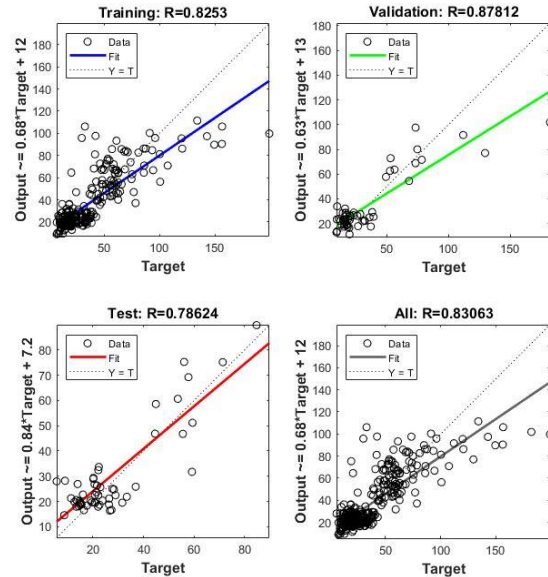 Training: R=0.8253
Output ~= 0.68*Target + 12
180
160
140
120
100
80
60
40
20
Data
Fit
Y = T
50
100
150
Target
Validation: R=0.87812
Output ~= 0.63*Target + 13
180
160
140
120
100
80
60
40
20
Data
Fit
Y = T
50
100
150
Target
Test: R=0.78624
Output ~= 0.84*Target + 7.2
80
70
60
50
40
30
20
10
Data
Fit
Y = T
20
40
60
80
Target
All: R=0.83063
Output ~= 0.68*Target + 12
180
160
140
120
100
80
60
40
20
Data
Fit
Y = T
50
100
150
Target